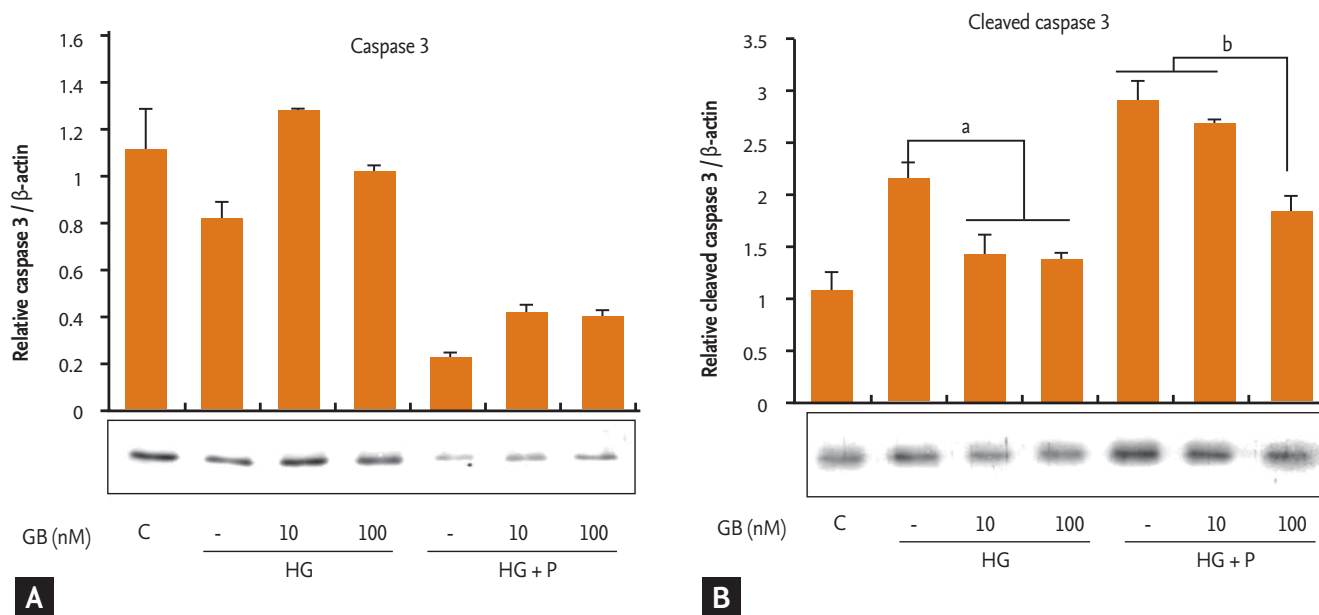 Caspase 3
Relative caspase 3 / β-actin
1.6
1.4
1.2
1
0.8
0.6
0.4
0.2
0
GB (nM)
C - 10 100 - 10 100
HG HG + P
A
Cleaved caspase 3
Relative cleaved caspase 3 / β-actin
3.5
3
2.5
2
1.5
1
0.5
0
a
b
GB (nM)
C - 10 100 - 10 100
HG HG + P
B